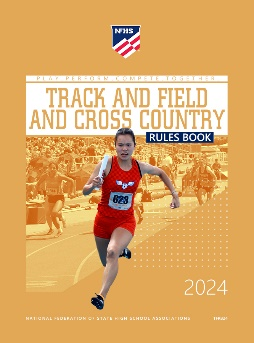 NFHS
PLAY. PERFORM. COMPETE. TOGETHER
TRACK AND FIELD
AND CROSS COUNTRY
RULES BOOK
623
2024
NATIONAL FEDERATION OF STATE HIGH SCHOOL ASSOCIATIONS